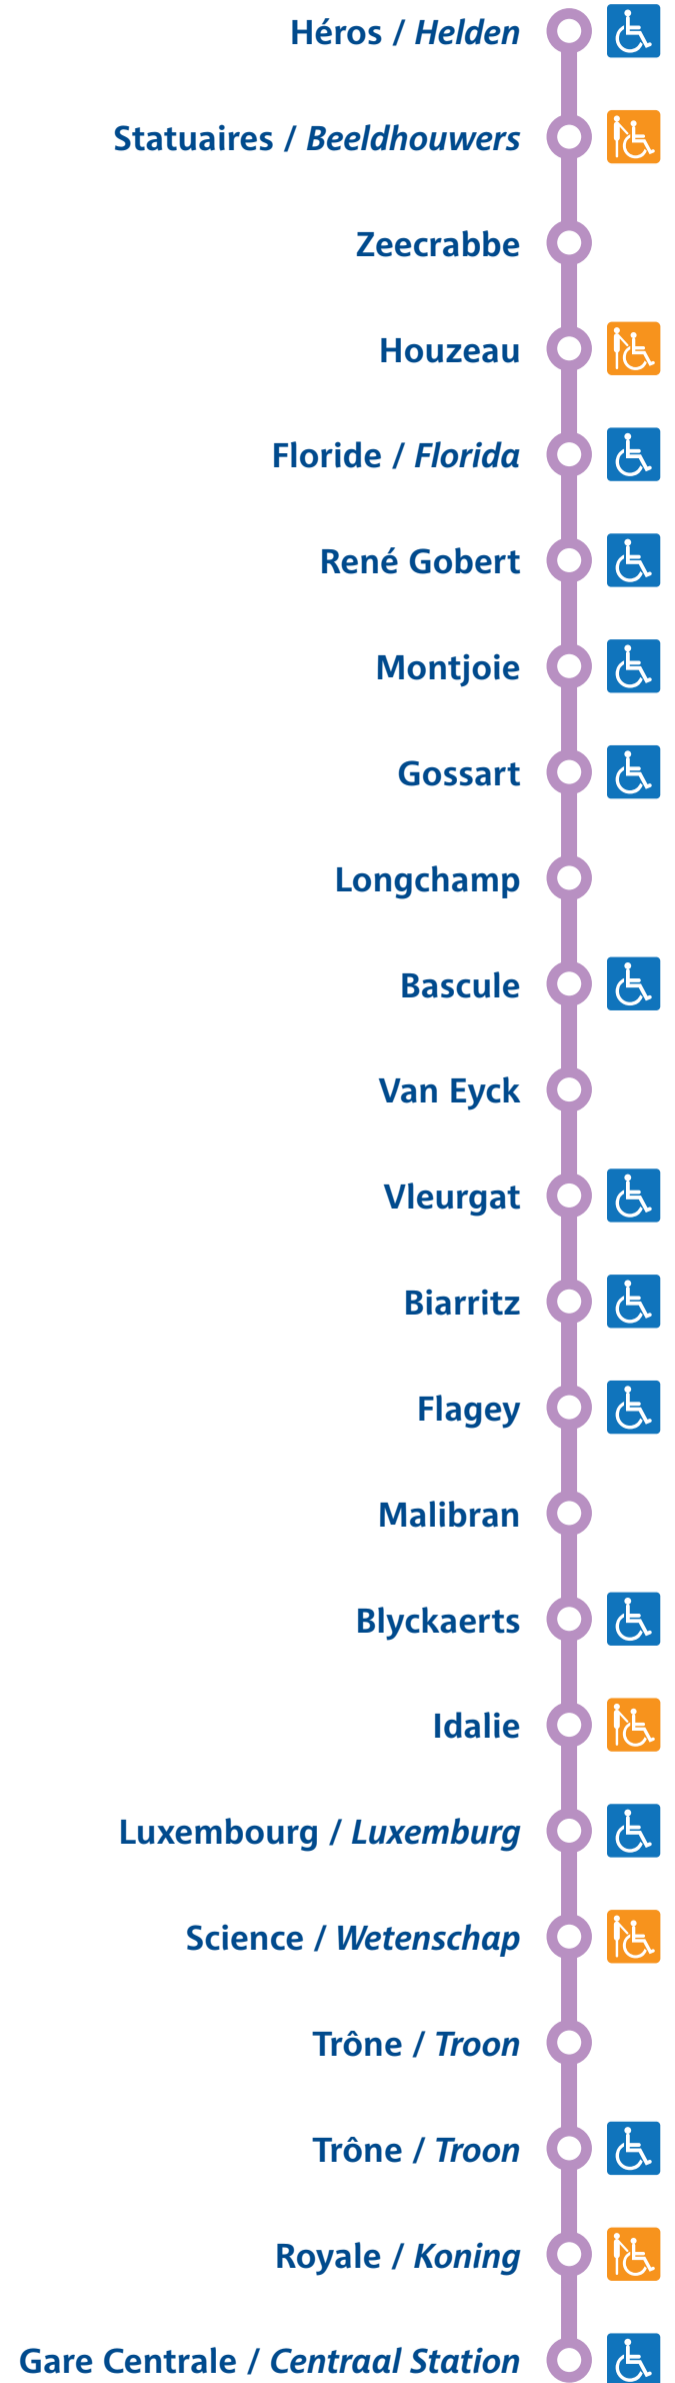 Héros / Helden
Statuaires / Beeldhouwers
Zeecrabbe
Houzeau
Floride / Florida
René Gobert
Montjoie
Gossart
Longchamp
Bascule
Van Eyck
Vleurgat
Biarritz
Flagey
Malibran
Blyckaerts
Idalie
Luxembourg / Luxemburg
Science / Wetenschap
Trône / Troon
Trône / Troon
Royale / Koning
Gare Centrale / Centraal Station